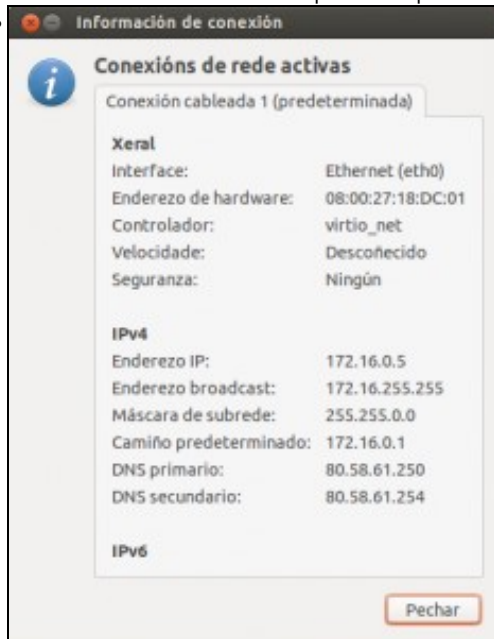 Información de conexión
Conexións de rede activas
Conexión cableada 1 (predeterminada)
Xeral
Interface: Ethernet (eth0)
Enderezo de hardware: 08:00:27:18:DC:01
Controlador: virtio_net
Velocidade: Descoñecido
Seguranza: Ningún
IPv4
Enderezo IP: 172.16.0.5
Enderezo broadcast: 172.16.255.255
Máscara de subrede: 255.255.0.0
Camiño predeterminado: 172.16.0.1
DNS primario: 80.58.61.250
DNS secundario: 80.58.61.254
IPv6
Pechar